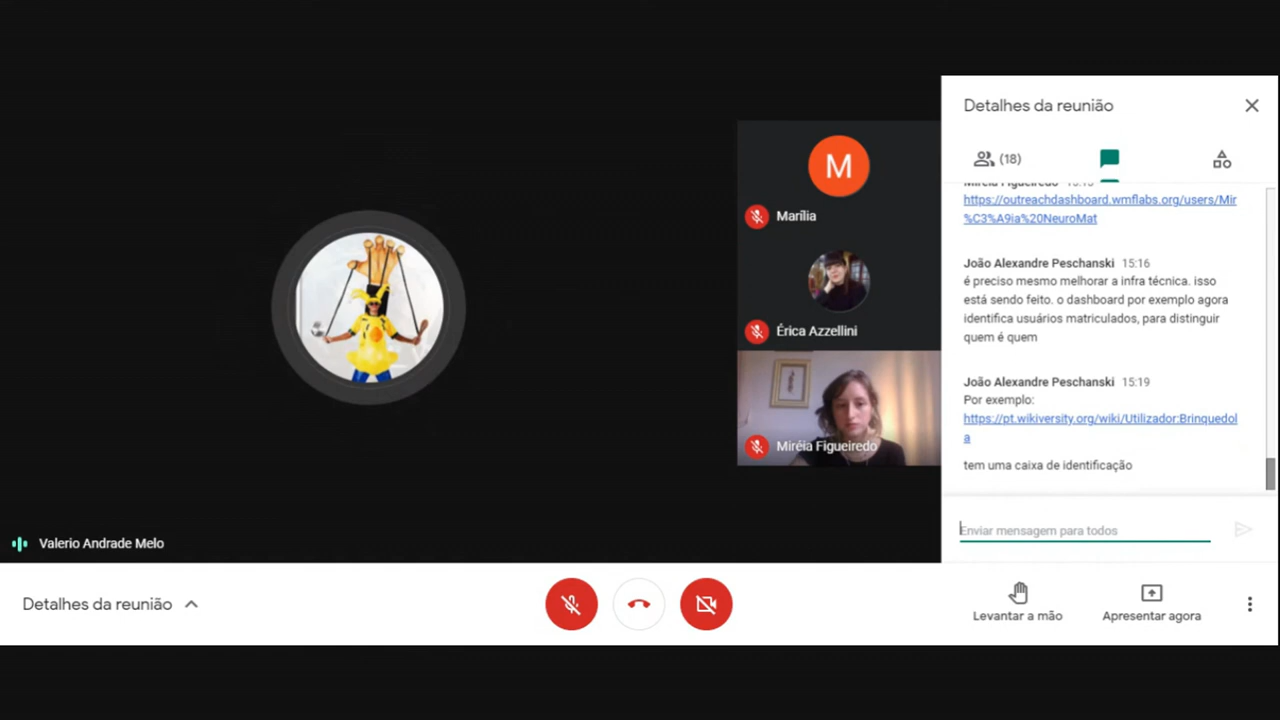 Detalhes da reunião
(18)
Mireia Figueiredo 15:15
https://outreachdashboard.wmflabs.org/users/Mir
%C3%A9ia%20NeuroMat
João Alexandre Peschanski 15:16
é preciso mesmo melhorar a infra técnica. isso
está sendo feito. o dashboard por exemplo agora
identifica usuários matriculados, para distinguir
quem é quem
João Alexandre Peschanski 15:19
Por exemplo:
https://pt.wikiversity.org/wiki/Utilizador:Brinquedol
a
tem uma caixa de identificação
Enviar mensagem para todos
M
Marília
Érica Azzellini
Miréia Figueiredo
Valerio Andrade Melo
Detalhes da reunião
Levantar a mão
Apresentar agora